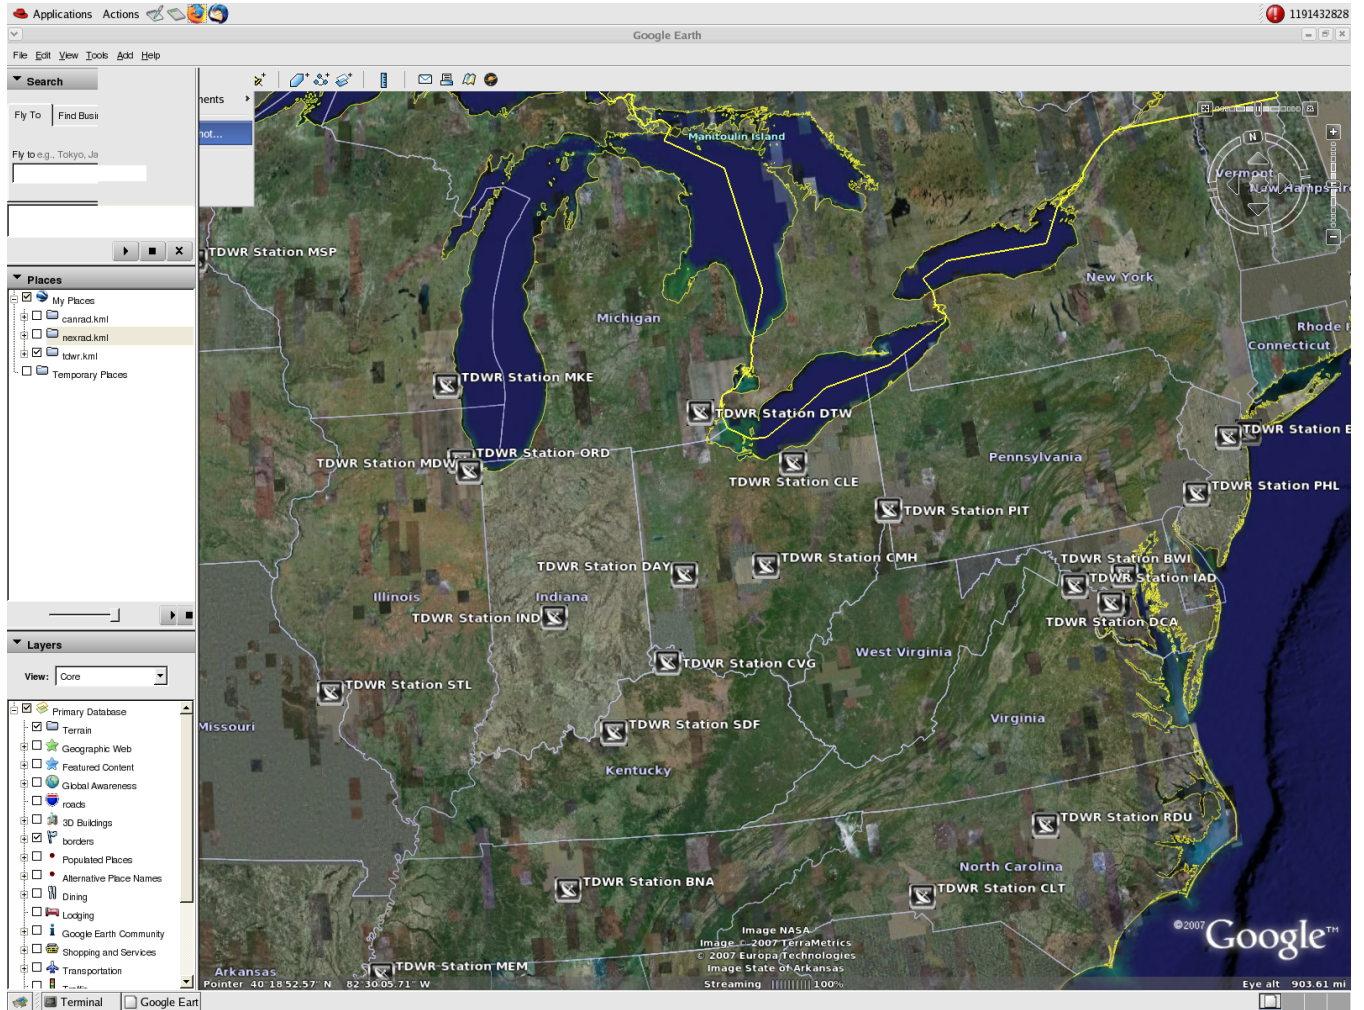 Applications Actions 1191432828
Google Earth
File Edit View Tools Add Help
Search
Fly To Find Busi
Fly to e.g., Tokyo, Ja
Places
My Places
canrad.kml
nexrad.kml
tdwr.kml
Temporary Places
Layers
View: Core
Primary Database
Terrain
Geographic Web
Featured Content
Global Awareness
roads
3D Buildings
borders
Populated Places
Alternative Place Names
Dining
Lodging
Google Earth Community
Shopping and Services
Transportation
ments
not...
Manitoulin Island
N
Vermont
New Hampshire
TDWR Station MSP
New York
Michigan
Rhode I
Connecticut
TDWR Station MKE
TDWR Station DTW
TDWR Station E
TDWR Station ORD
TDWR Station MDW
Pennsylvania
TDWR Station CLE
TDWR Station PHL
TDWR Station PIT
TDWR Station CMH
TDWR Station BWI
TDWR Station DAY
TDWR Station IAD
Illinois
Indiana
TDWR Station IND
TDWR Station DCA
West Virginia
TDWR Station CVG
TDWR Station STL
Missouri
TDWR Station SDF
Virginia
Kentucky
TDWR Station RDU
North Carolina
TDWR Station BNA
TDWR Station CLT
Image NASA
Image © 2007 TerraMetrics
© 2007 Europa Technologies
Image State of Arkansas
©2007 Google™
TDWR Station MEM
Arkansas
Pointer 40°18'52.57" N 82°30'05.71" W Streaming 100% Eye alt 903.61 mi
Terminal Google Eart